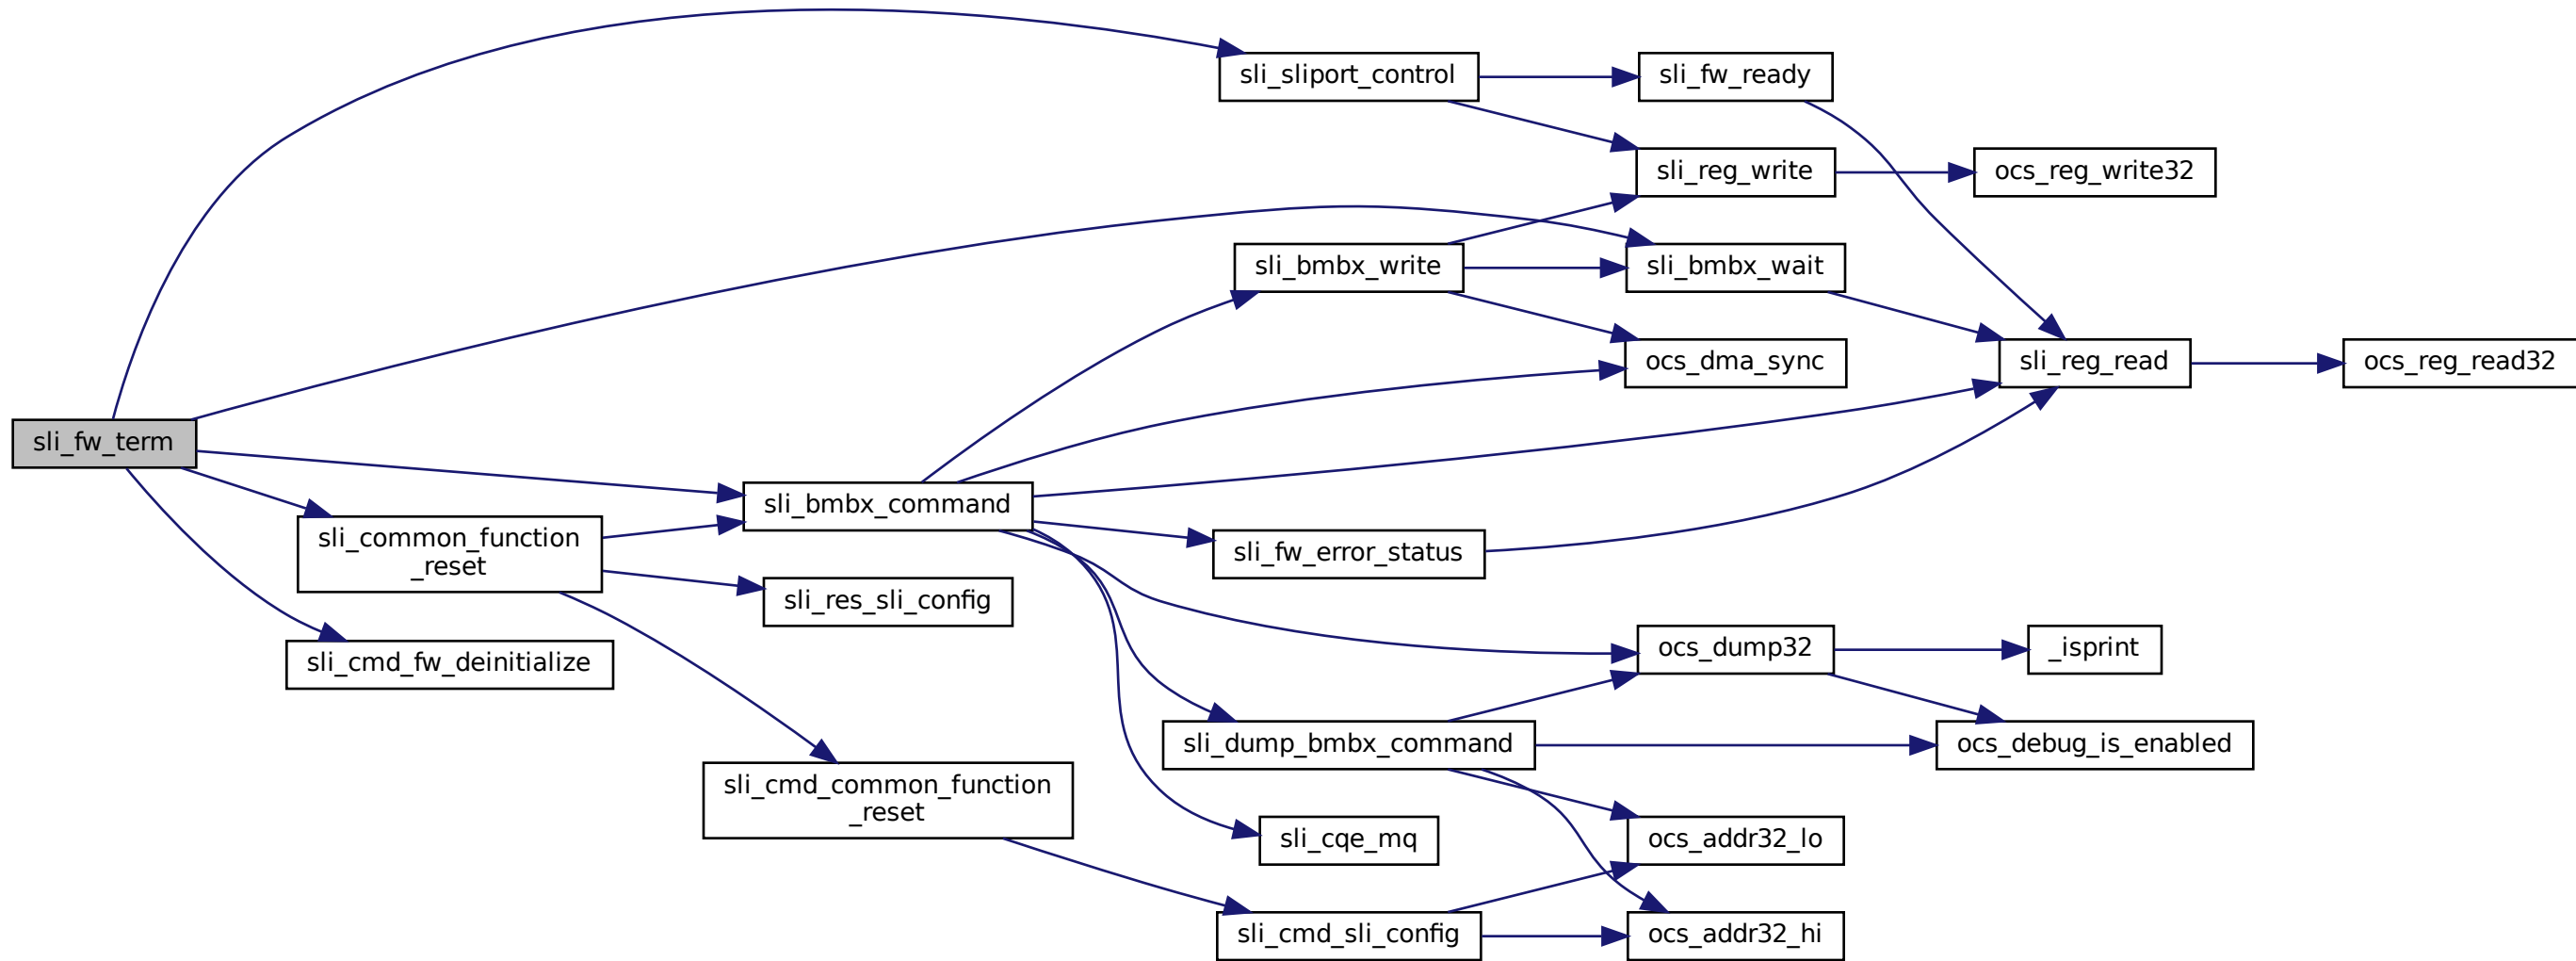 sli_sliport_control
sli_fw_ready
sli_reg_write
ocs_reg_write32
sli_bmbx_write
sli_bmbx_wait
ocs_dma_sync
sli_reg_read
ocs_reg_read32
sli_fw_term
sli_bmbx_command
sli_common_function
_reset
sli_fw_error_status
sli_res_sli_config
sli_cmd_fw_deinitialize
ocs_dump32
_isprint
sli_dump_bmbx_command
ocs_debug_is_enabled
sli_cmd_common_function
_reset
sli_cqe_mq
ocs_addr32_lo
sli_cmd_sli_config
ocs_addr32_hi